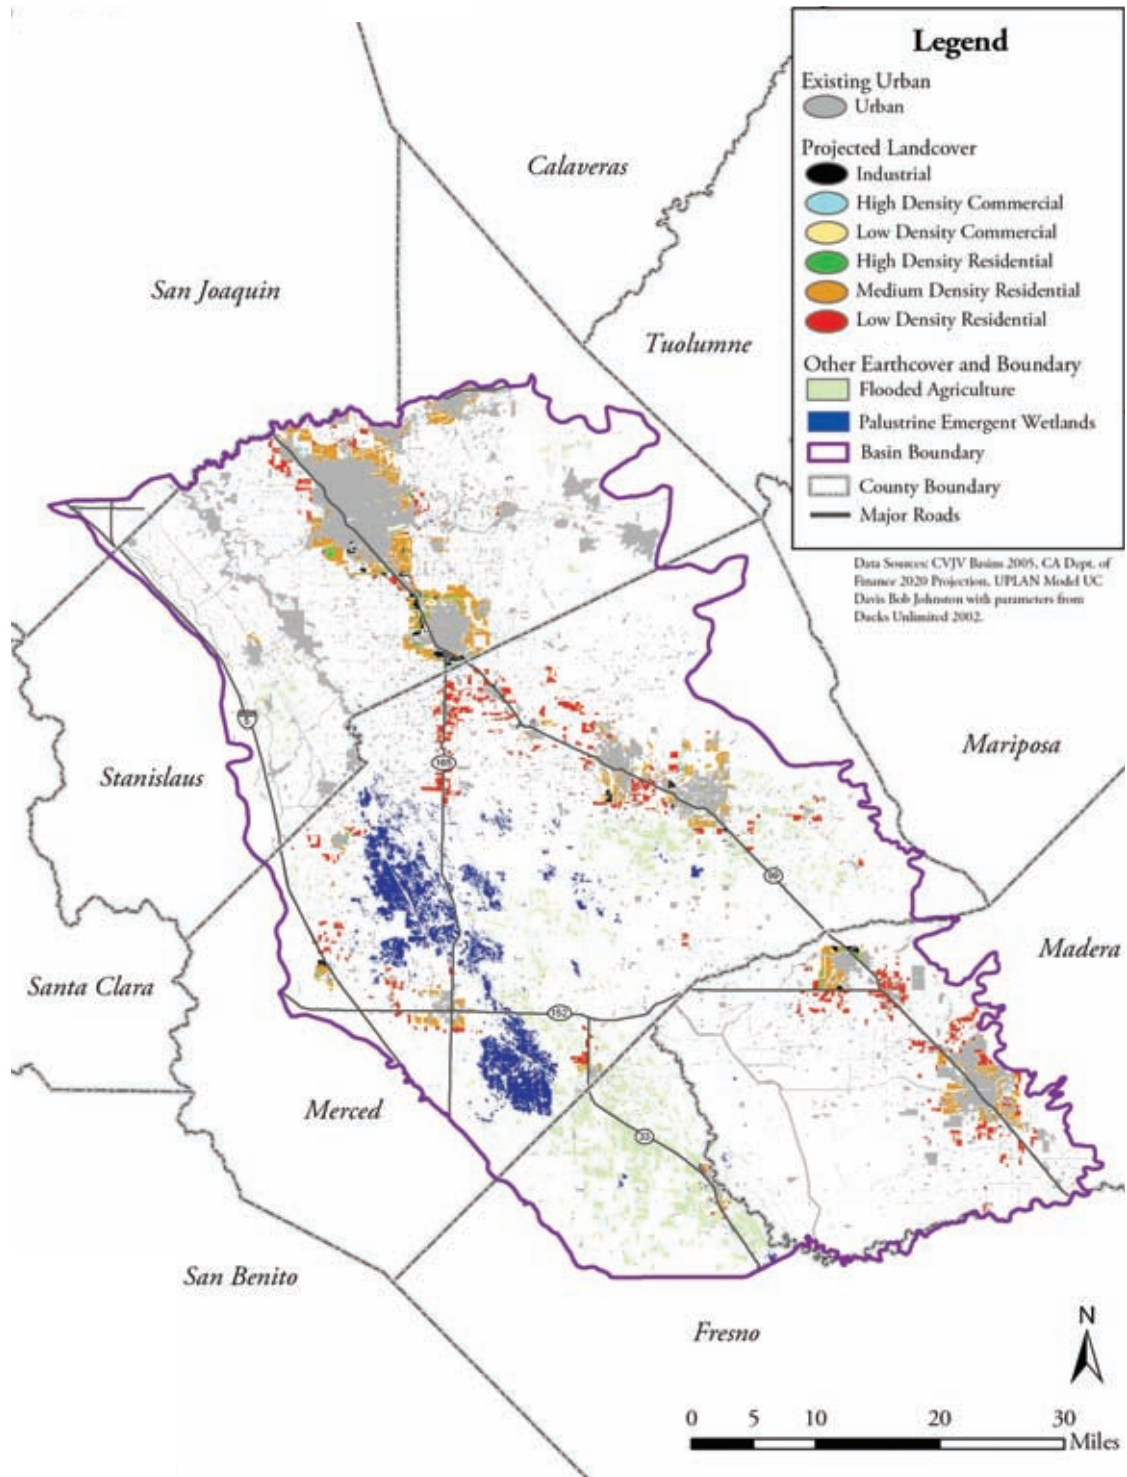 Legend
Existing Urban
Urban
Projected Landcover
Industrial
High Density Commercial
Low Density Commercial
High Density Residential
Medium Density Residential
Low Density Residential
Other Earthcover and Boundary
Flooded Agriculture
Palustrine Emergent Wetlands
Basin Boundary
County Boundary
Major Roads
Data Sources: CVJV Basins 2005, CA Dept. of
Finance 2020 Projection, UPLAN Model UC
Davis Bob Johnston with parameters from
Ducks Unlimited 2002.
Calaveras
San Joaquin
Tuolumne
5
Mariposa
165
Stanislaus
99
Madera
Santa Clara
152
Merced
33
San Benito
Fresno
N
0 5 10 20 30
Miles